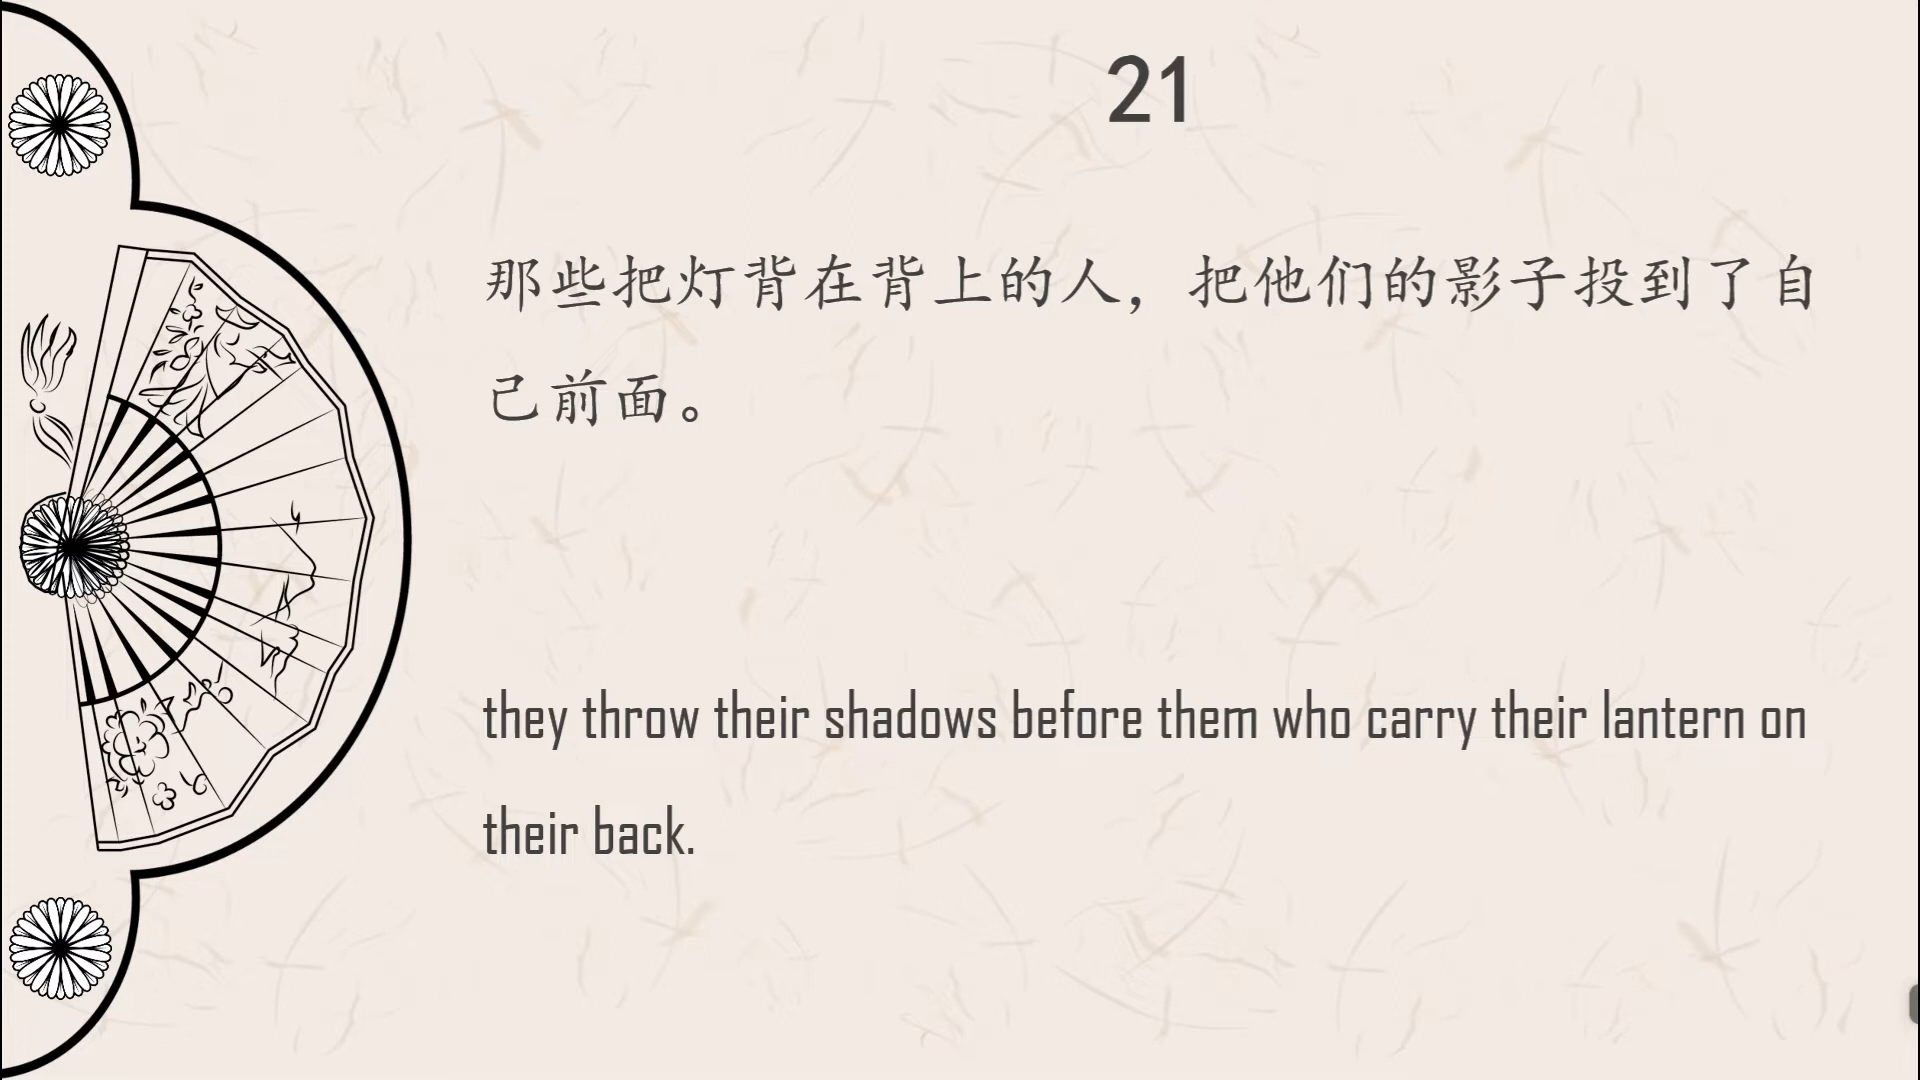 21
那些把灯背在背上的人，把他们的影子投到了自
己前面。
they throw their shadows before them who carry their lantern on
their back.